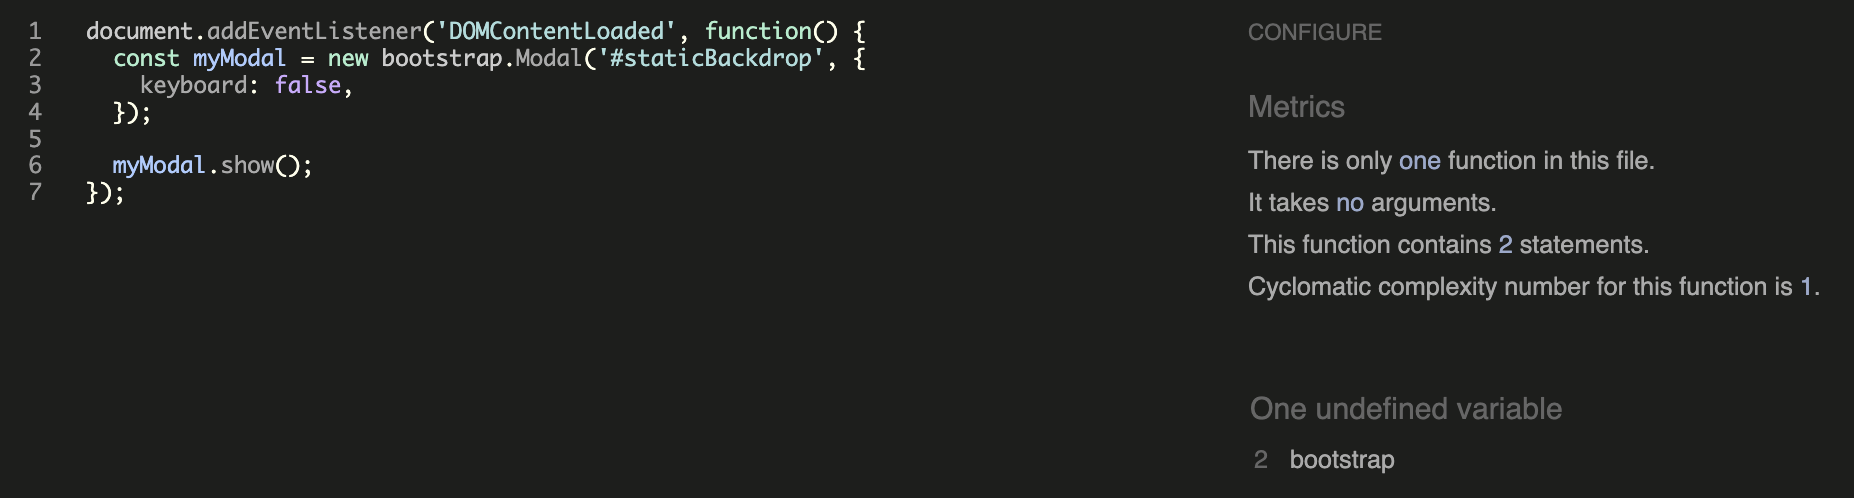 1 document.addEventListener('DOMContentLoaded', function() {
2 const myModal = new bootstrap.Modal('#staticBackdrop', {
3 keyboard: false,
4 });
5
6 myModal.show();
7 });
CONFIGURE
Metrics
There is only one function in this file.
It takes no arguments.
This function contains 2 statements.
Cyclomatic complexity number for this function is 1.
One undefined variable
2 bootstrap